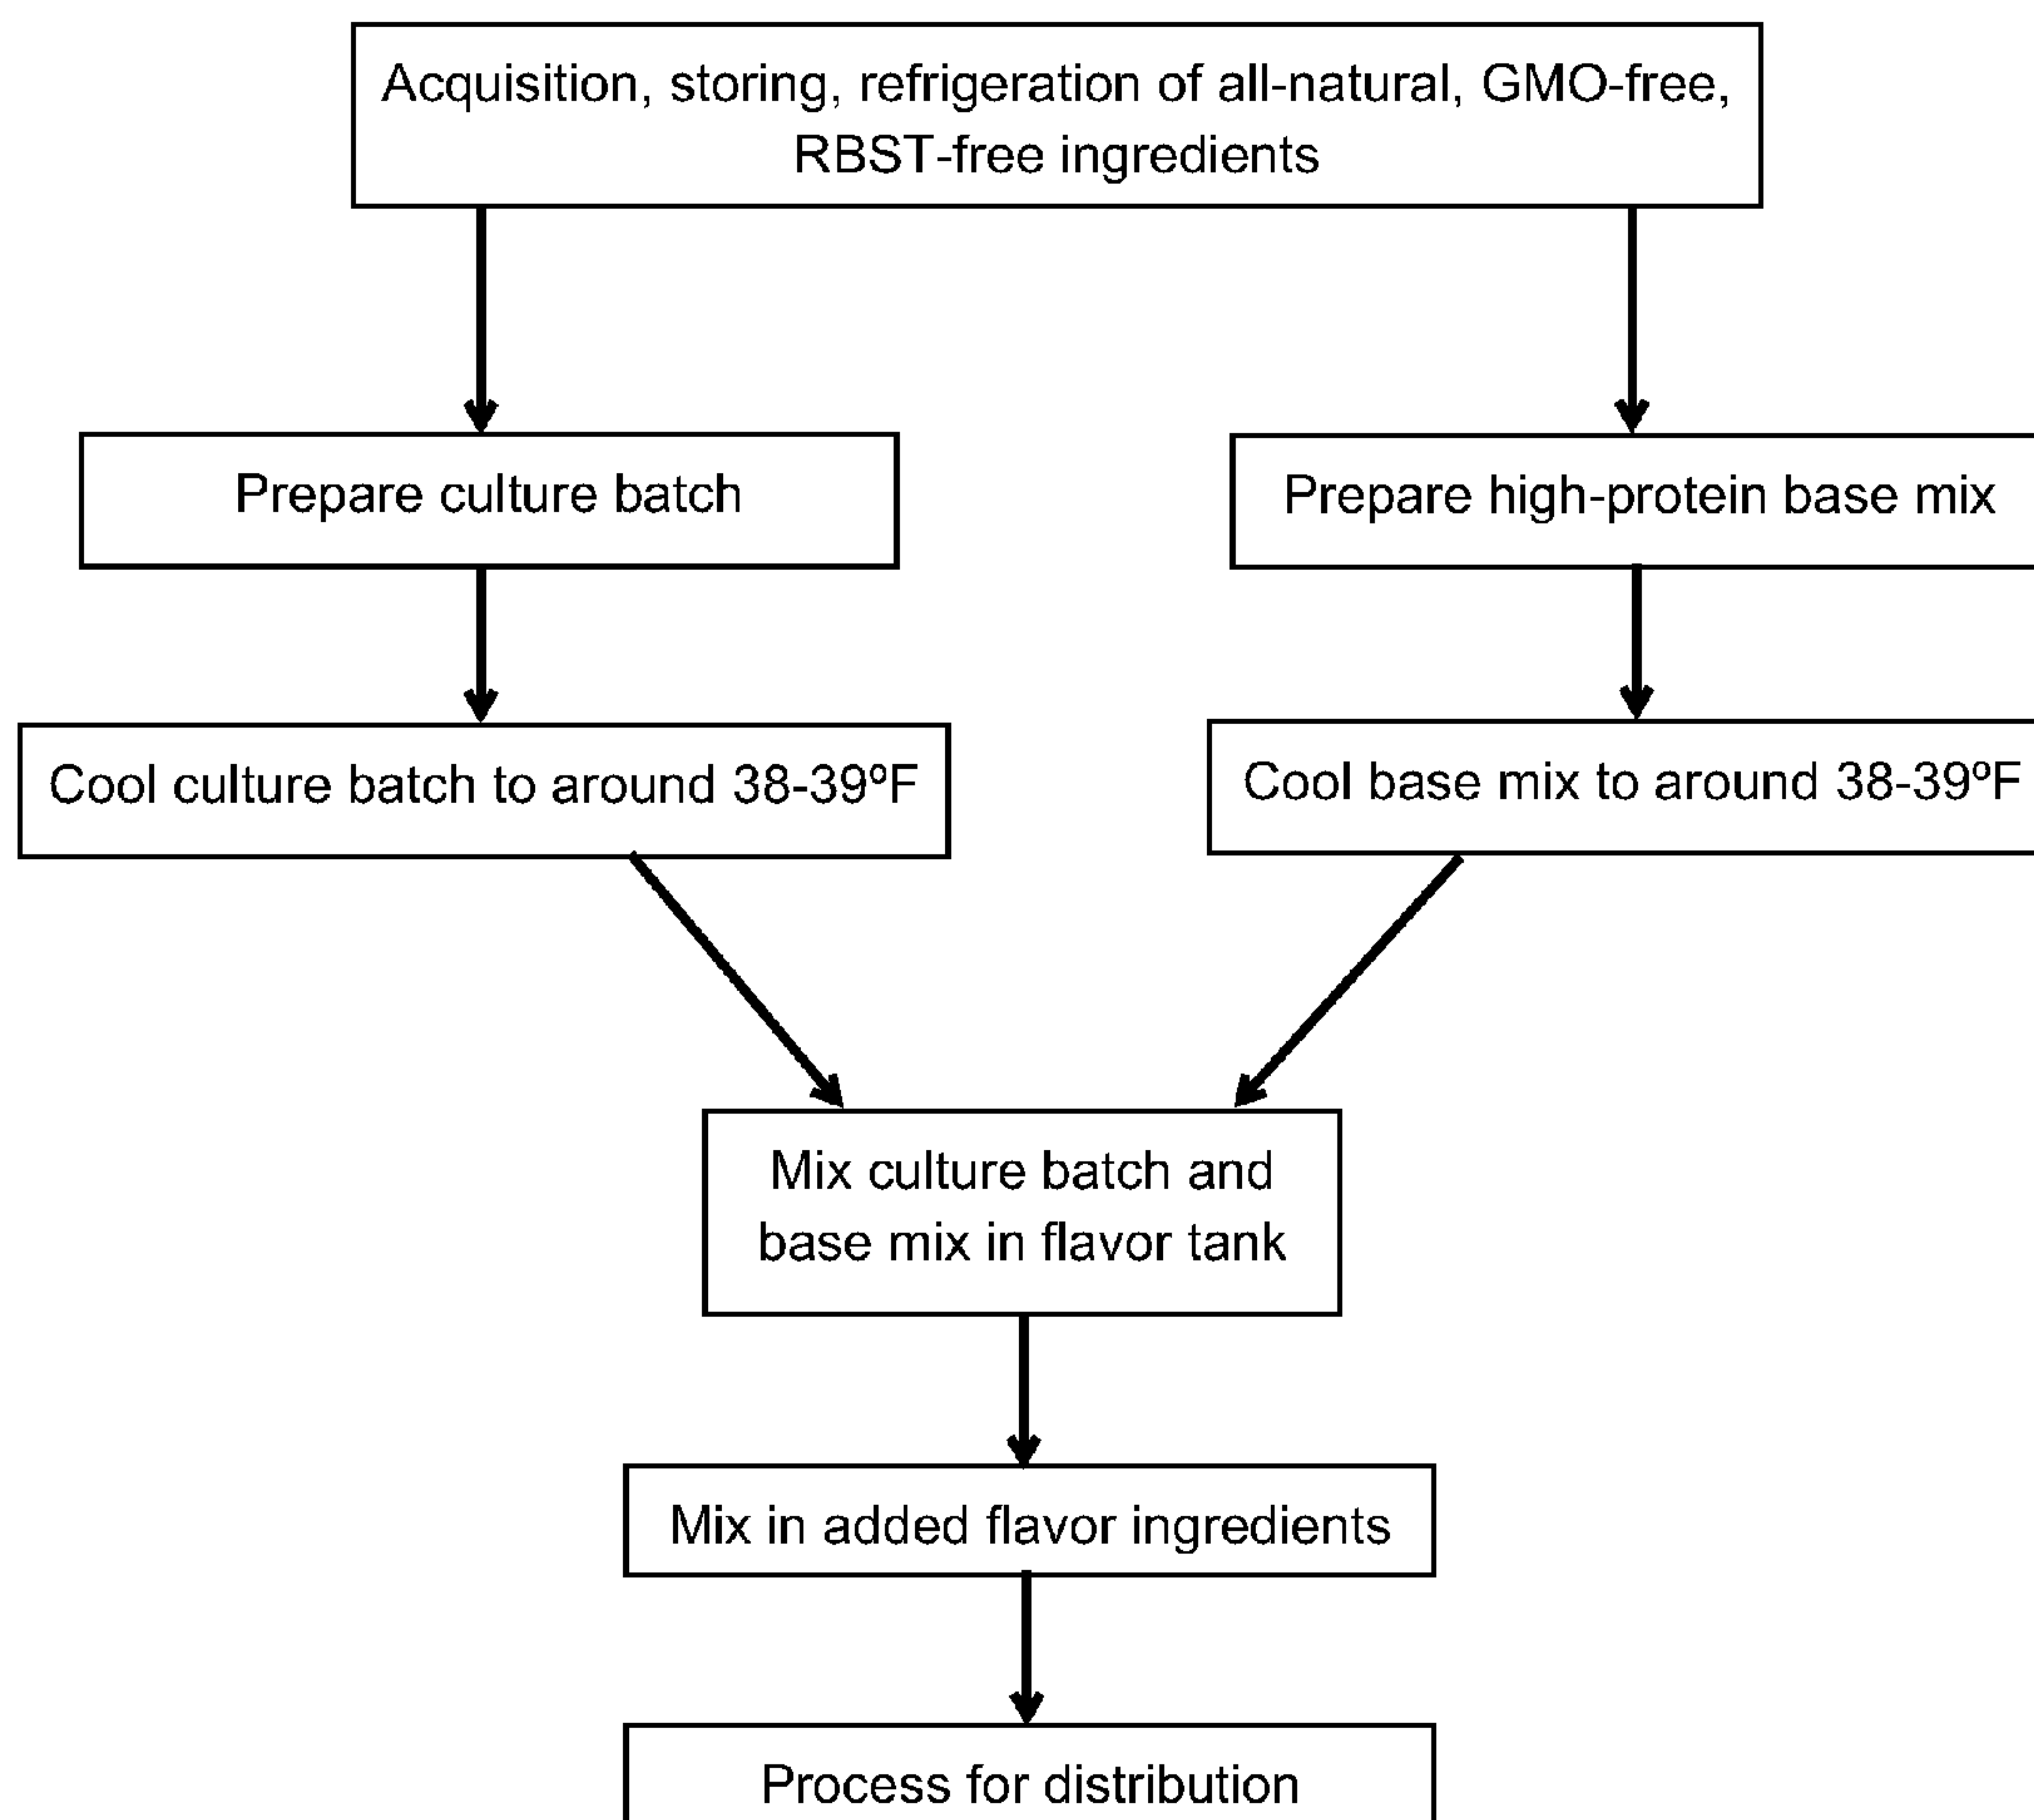 Acquisition, storing, refrigeration of all-natural, GMO-free,
RBST-free ingredients
Prepare culture batch
Prepare high-protein base mix
Cool culture batch to around 38-39ºF
Cool base mix to around 38-39ºF
Mix culture batch and
base mix in flavor tank
Mix in added flavor ingredients
Process for distribution